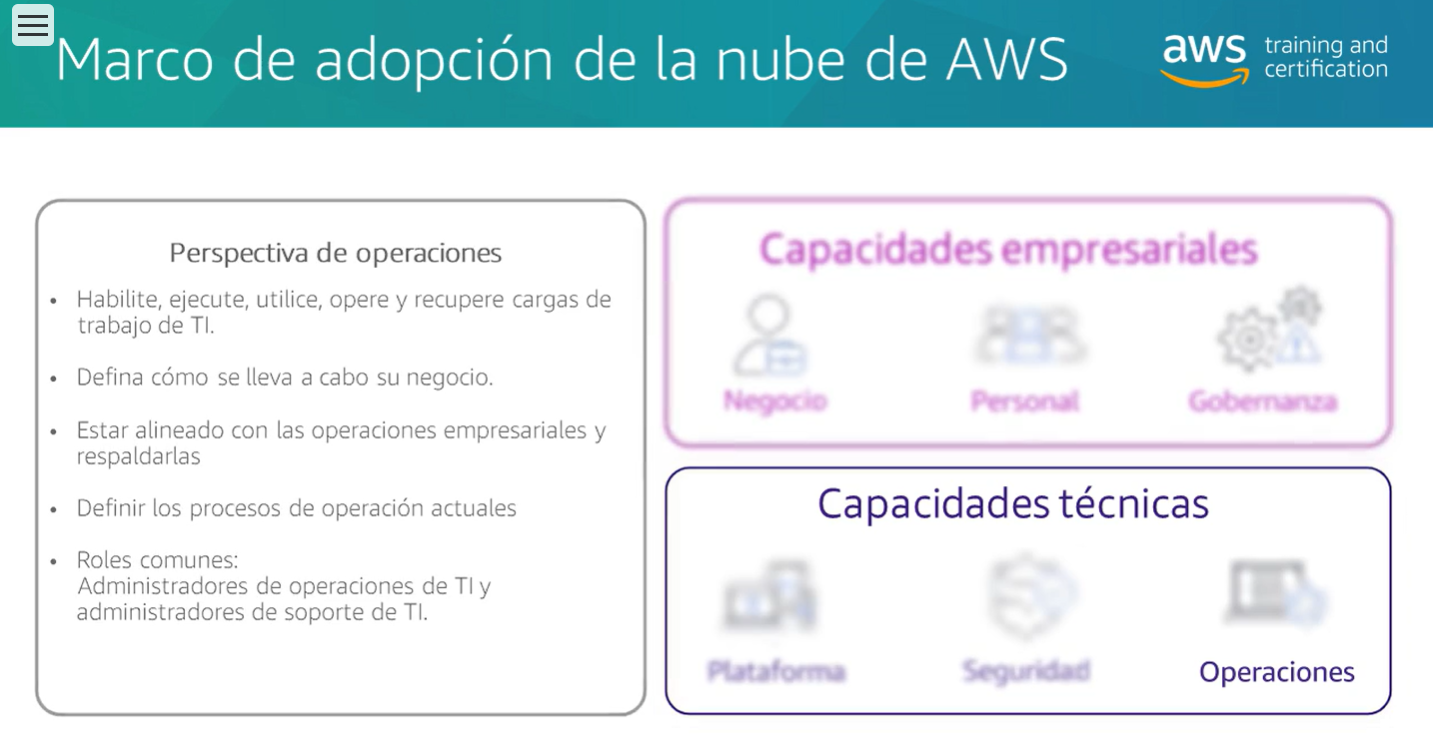 Marco de adopción de la nube de AWS
aws training and
certification
Perspectiva de operaciones
• Habilite, ejecute, utilice, opere y recupere cargas de
trabajo de TI.
• Defina cómo se lleva a cabo su negocio.
• Estar alineado con las operaciones empresariales y
respaldarlas
• Definir los procesos de operación actuales
• Roles comunes:
Administradores de operaciones de TI y
administradores de soporte de TI.
Capacidades empresariales
Negocio
Personal
Gobernanza
Capacidades técnicas
Plataforma
Seguridad
Operaciones